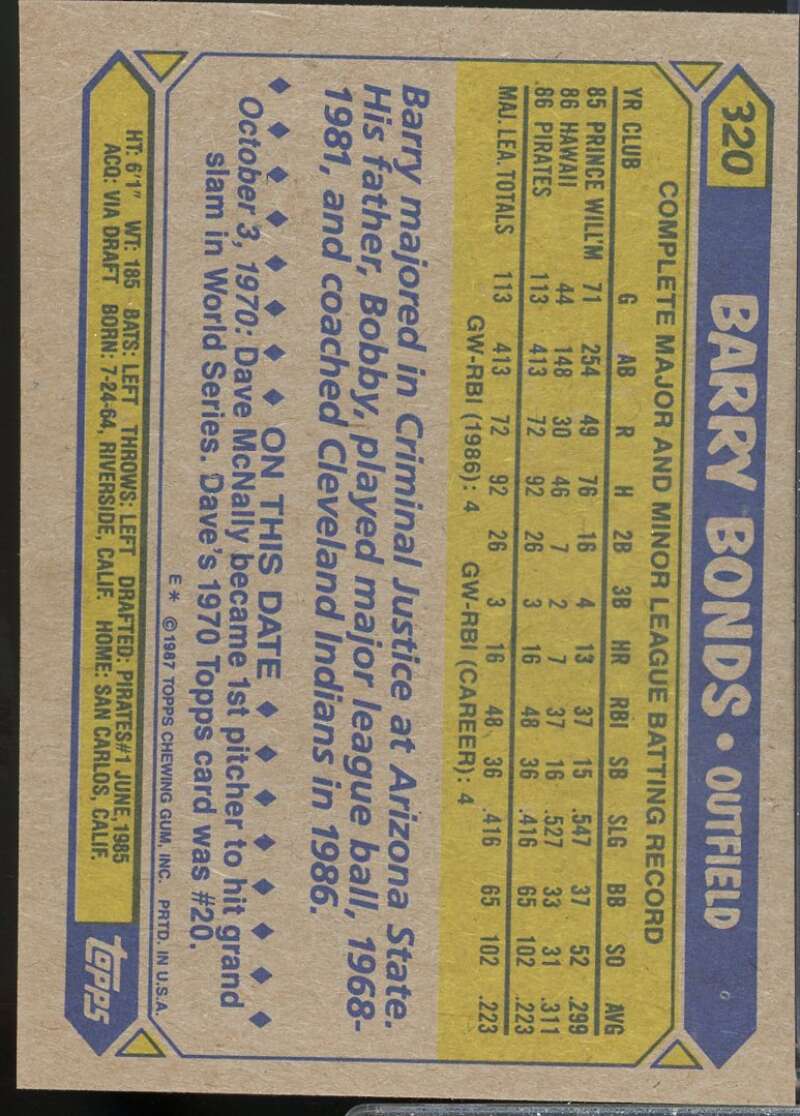 320 BARRY BONDS • OUTFIELD
COMPLETE MAJOR AND MINOR LEAGUE BATTING RECORD
YR CLUB G AB R H 2B 3B HR RBI SB SLG BB SO AVG
85 PRINCE WILL'M 71 254 49 76 16 4 13 37 15 .547 37 52 .299
86 HAWAII 44 148 30 46 7 2 7 37 16 .527 33 31 .311
86 PIRATES 113 413 72 92 26 3 16 48 36 .416 65 102 .223
MAJ. LEA. TOTALS 113 413 72 92 26 3 16 48 36 .416 65 102 .223
GW-RBI (1986): 4 GW-RBI (CAREER): 4
Barry majored in Criminal Justice at Arizona State.
His father, Bobby, played major league ball, 1968-
1981, and coached Cleveland Indians in 1986.
◆ ◆ ◆ ◆ ◆ ◆ ◆ ON THIS DATE ◆ ◆ ◆ ◆ ◆ ◆ ◆
October 3, 1970: Dave McNally became 1st pitcher to hit grand
slam in World Series. Dave's 1970 Topps card was #20.
E * ©1987 TOPPS CHEWING GUM, INC. PRTD. IN U.S.A.
HT: 6'1" WT: 185 BATS: LEFT THROWS: LEFT DRAFTED: PIRATES#1 JUNE, 1985
ACQ: VIA DRAFT BORN: 7-24-64, RIVERSIDE, CALIF. HOME: SAN CARLOS, CALIF.
topps